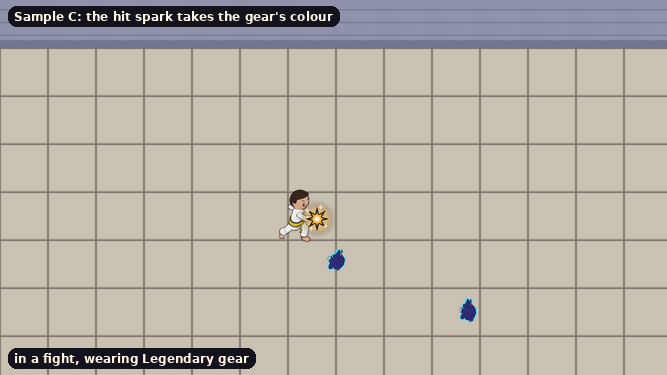 Sample C: the hit spark takes the gear's colour
in a fight, wearing Legendary gear